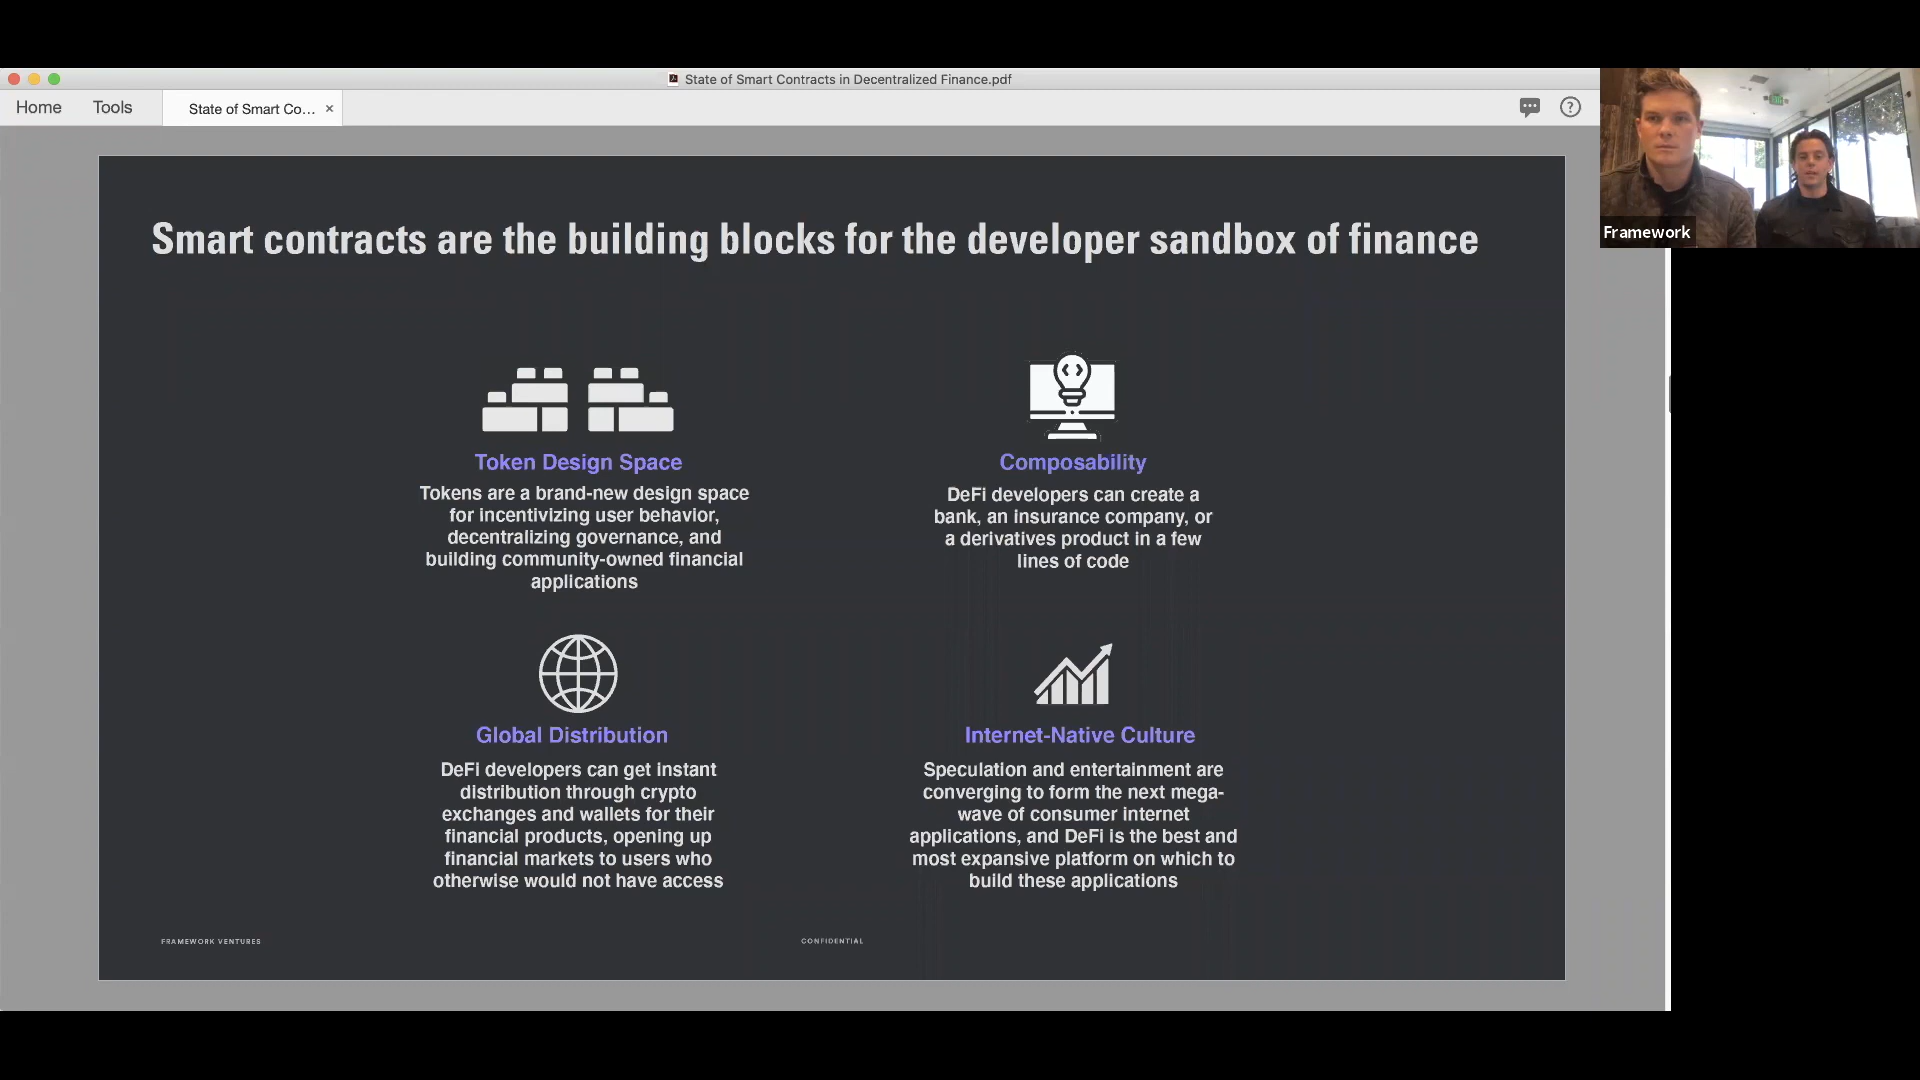 State of Smart Contracts in Decentralized Finance.pdf
Home
Tools
State of Smart Co...
Framework
Smart contracts are the building blocks for the developer sandbox of finance
Token Design Space
Tokens are a brand-new design space
for incentivizing user behavior,
decentralizing governance, and
building community-owned financial
applications
Composability
DeFi developers can create a
bank, an insurance company, or
a derivatives product in a few
lines of code
Global Distribution
DeFi developers can get instant
distribution through crypto
exchanges and wallets for their
financial products, opening up
financial markets to users who
otherwise would not have access
Internet-Native Culture
Speculation and entertainment are
converging to form the next mega-
wave of consumer internet
applications, and DeFi is the best and
most expansive platform on which to
build these applications
FRAMEWORK VENTURES
CONFIDENTIAL